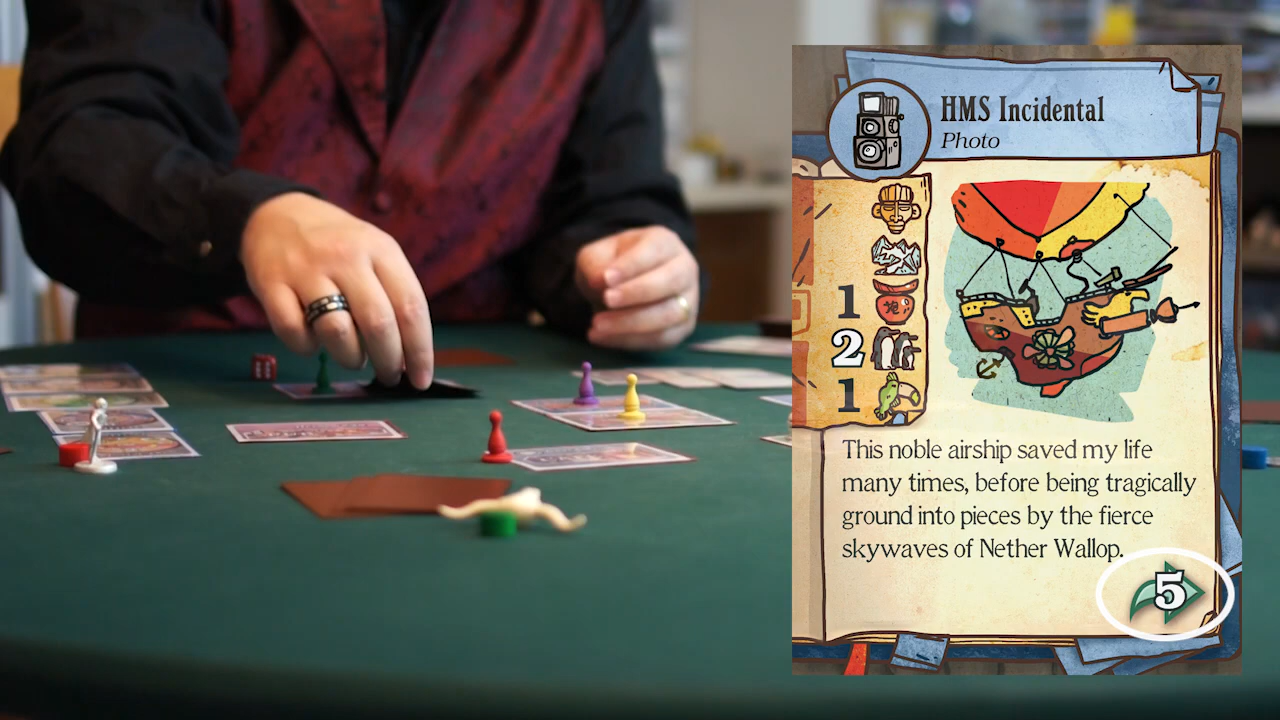 HMS Incidental
Photo
1
2
1
This noble airship saved my life
many times, before being tragically
ground into pieces by the fierce
skywaves of Nether Wallop.
5